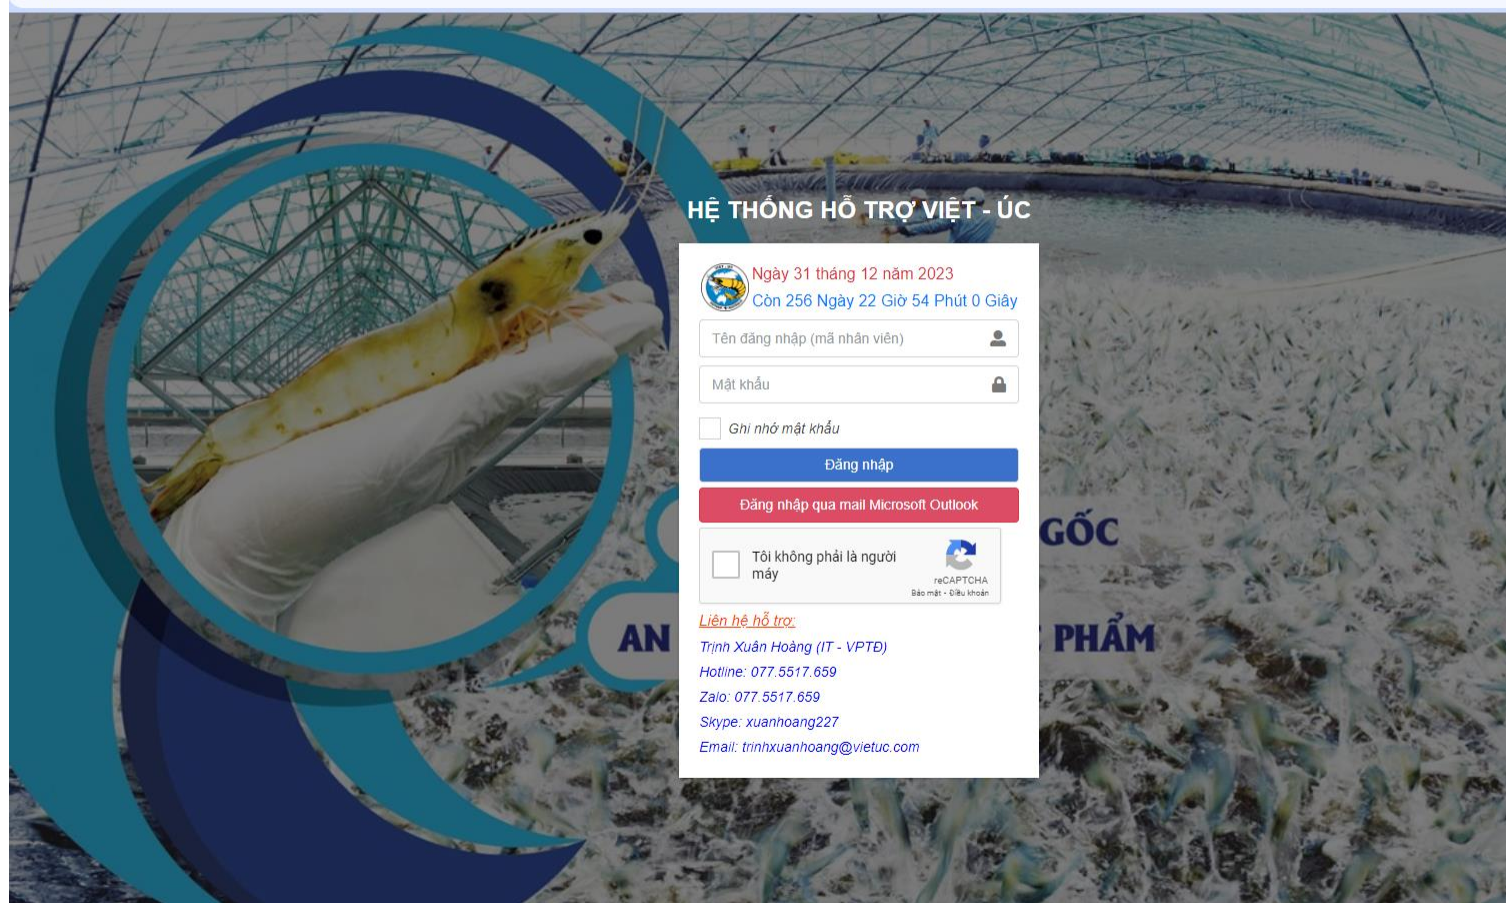 HỆ THỐNG HỖ TRỢ VIỆT - ÚC
Ngày 31 tháng 12 năm 2023
Còn 256 Ngày 22 Giờ 54 Phút 0 Giây
Tên đăng nhập (mã nhân viên)
Mật khẩu
Ghi nhớ mật khẩu
Đăng nhập
Đăng nhập qua mail Microsoft Outlook
Tôi không phải là người
máy
reCAPTCHA
Bảo mật - Điều khoản
GỐC
Liên hệ hỗ trợ:
AN
PHẨM
Trịnh Xuân Hoàng (IT - VPTĐ)
Hotline: 077.5517.659
Zalo: 077.5517.659
Skype: xuanhoang227
Email: trinhxuanhoang@vietuc.com